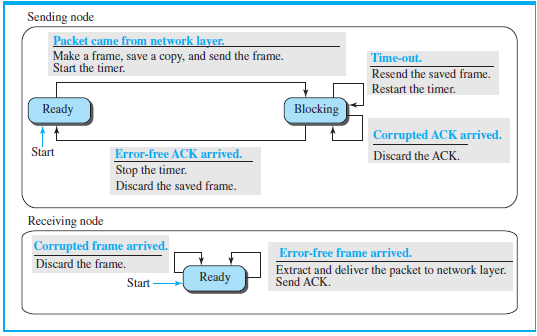 Sending node
Packet came from network layer.
Make a frame, save a copy, and send the frame.
Start the timer.
Time-out.
Resend the saved frame.
Restart the timer.
Ready
Blocking
Corrupted ACK arrived.
Discard the ACK.
Start
Error-free ACK arrived.
Stop the timer.
Discard the saved frame.
Receiving node
Corrupted frame arrived.
Discard the frame.
Start
Ready
Error-free frame arrived.
Extract and deliver the packet to network layer.
Send ACK.